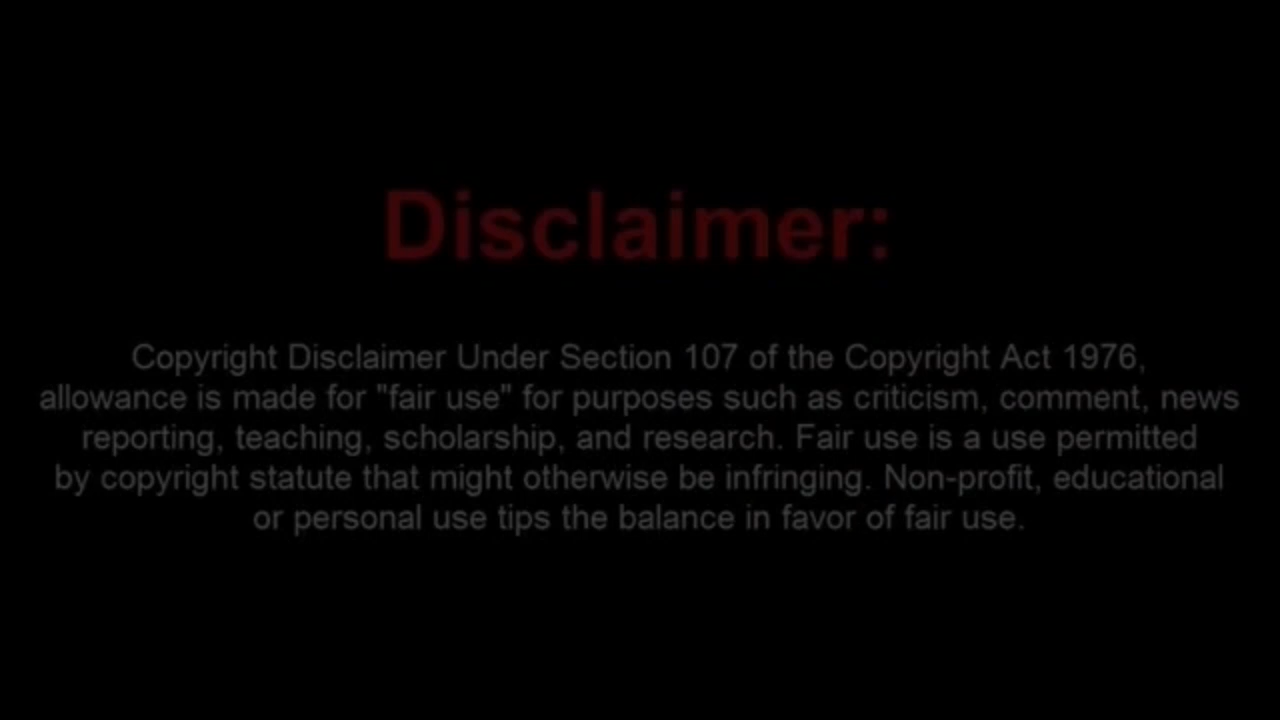 Disclaimer:
Copyright Disclaimer Under Section 107 of the Copyright Act 1976,
allowance is made for "fair use" for purposes such as criticism, comment, news
reporting, teaching, scholarship, and research. Fair use is a use permitted
by copyright statute that might otherwise be infringing. Non-profit, educational
or personal use tips the balance in favor of fair use.